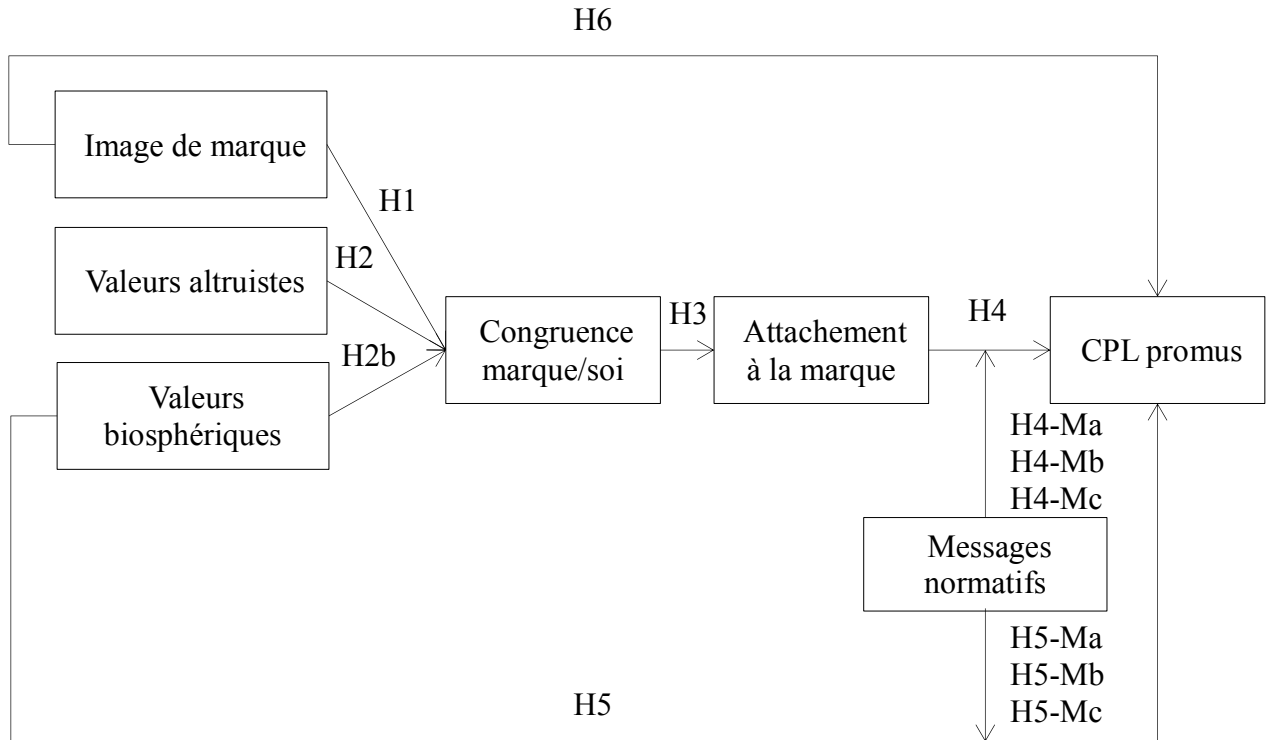 H6
Image de marque
H1
Valeurs altruistes
H2
H2b
Valeurs
biosphériques
Congruence
marque/soi
H3
Attachement
à la marque
H4
CPL promus
H4-Ma
H4-Mb
H4-Mc
Messages
normatifs
H5-Ma
H5-Mb
H5-Mc
H5